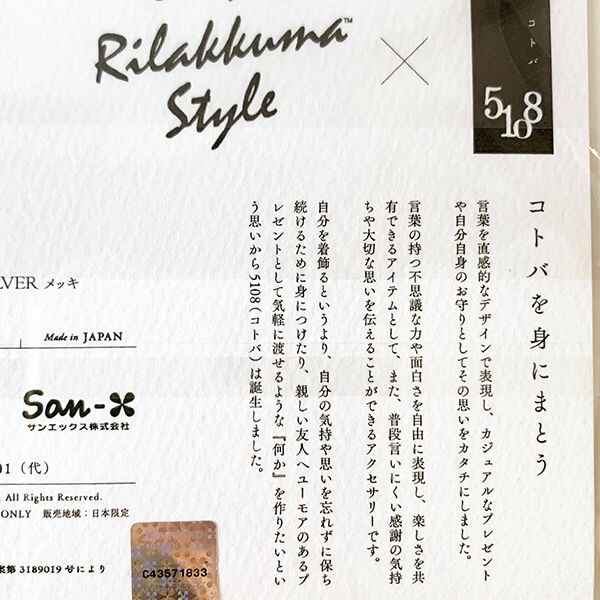 Rilakkuma™
Style
×
コトバ
5108
コトバを身にまとう
言葉を直感的なデザインで表現し、カジュアルなプレゼント
や自分自身のお守りとしてその思いをカタチにしました。
言葉の持つ不思議な力や面白さを自由に表現し、楽しさを共
有できるアイテムとして、また、普段言いにくい感謝の気持
ちや大切な思いを伝えることができるアクセサリーです。
自分を着飾るというより、自分の気持や思いを忘れずに保ち
続けるために身につけたり、親しい友人へユーモアのあるプ
レゼントとして気軽に渡せるような『何か』を作りたいとい
う思いから5108（コトバ）は誕生しました。
LVER メッキ
Made in JAPAN
San-X
サンエックス株式会社
01（代）
All Rights Reserved.
ONLY 販売地域：日本限定
案第3189019号により
C43571833